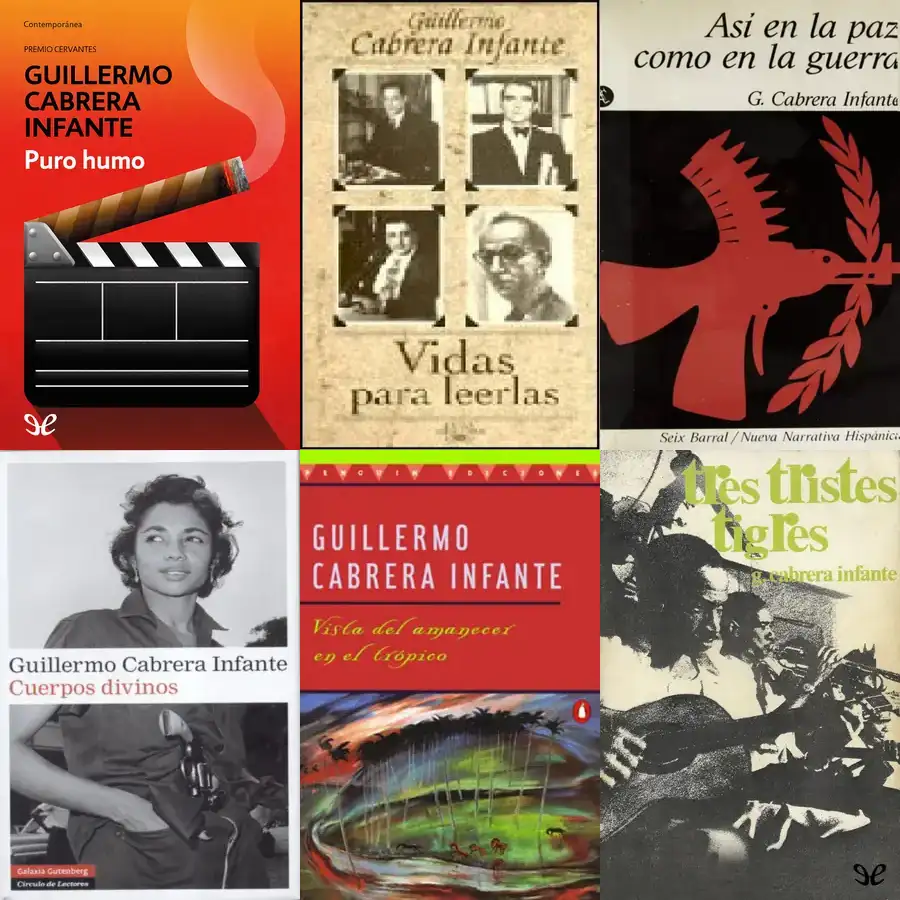 Contemporánea
PREMIO CERVANTES
GUILLERMO
CABRERA
INFANTE
Puro humo
Guillermo
Cabrera Infante
Vidas
para leerlas
Así en la paz
como en la guerra
G. Cabrera Infante
Seix Barral / Nueva Narrativa Hispánica
Guillermo Cabrera Infante
Cuerpos divinos
Galaxia Gutenberg
Círculo de Lectores
PENGUIN EDICIONES
GUILLERMO
CABRERA INFANTE
Vista del amanecer
en el trópico
tres tristes
tigres
g. cabrera infante